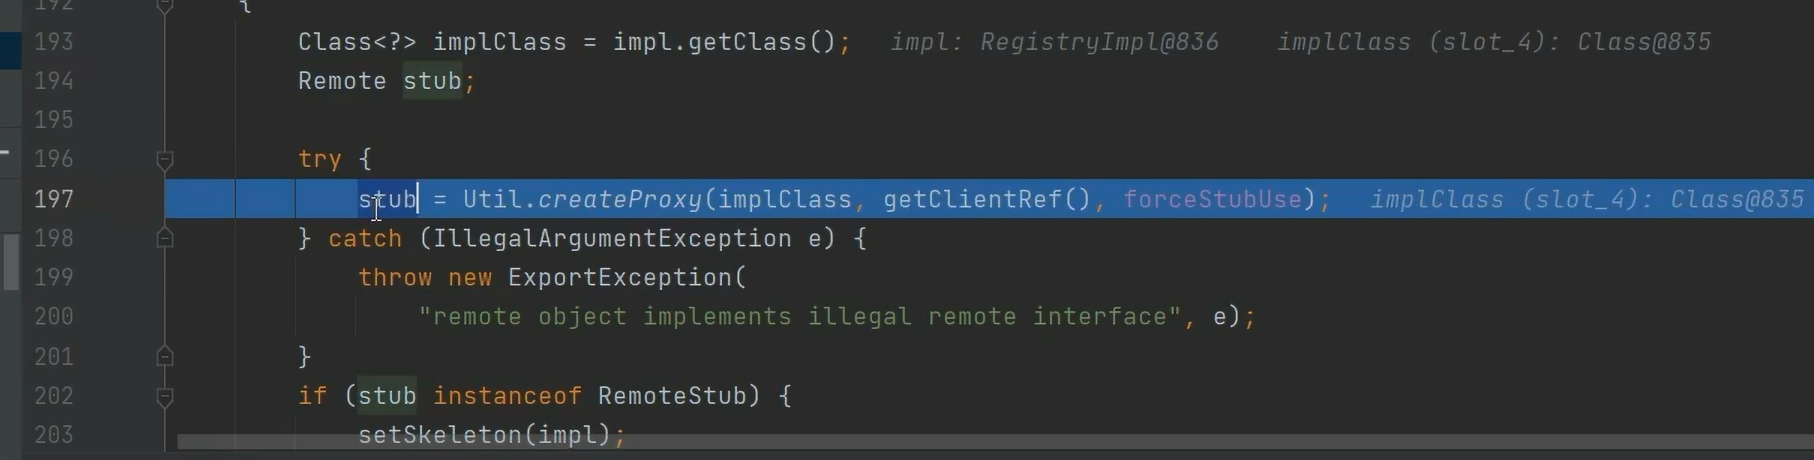 192 {
193 Class<?> implClass = impl.getClass(); impl: RegistryImpl@836 implClass (slot_4): Class@835
194 Remote stub;
195
196 try {
197 stub = Util.createProxy(implClass, getClientRef(), forceStubUse); implClass (slot_4): Class@835
198 } catch (IllegalArgumentException e) {
199 throw new ExportException(
200 "remote object implements illegal remote interface", e);
201 }
202 if (stub instanceof RemoteStub) {
203 setSkeleton(impl);